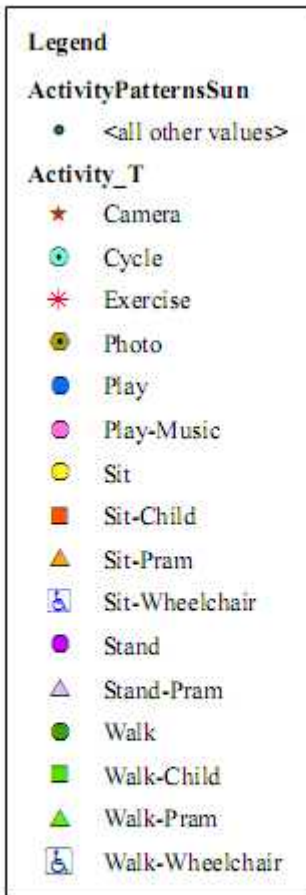 Legend
ActivityPatternsSun
<all other values>
Activity_T
Camera
Cycle
Exercise
Photo
Play
Play-Music
Sit
Sit-Child
Sit-Pram
Sit-Wheelchair
Stand
Stand-Pram
Walk
Walk-Child
Walk-Pram
Walk-Wheelchair